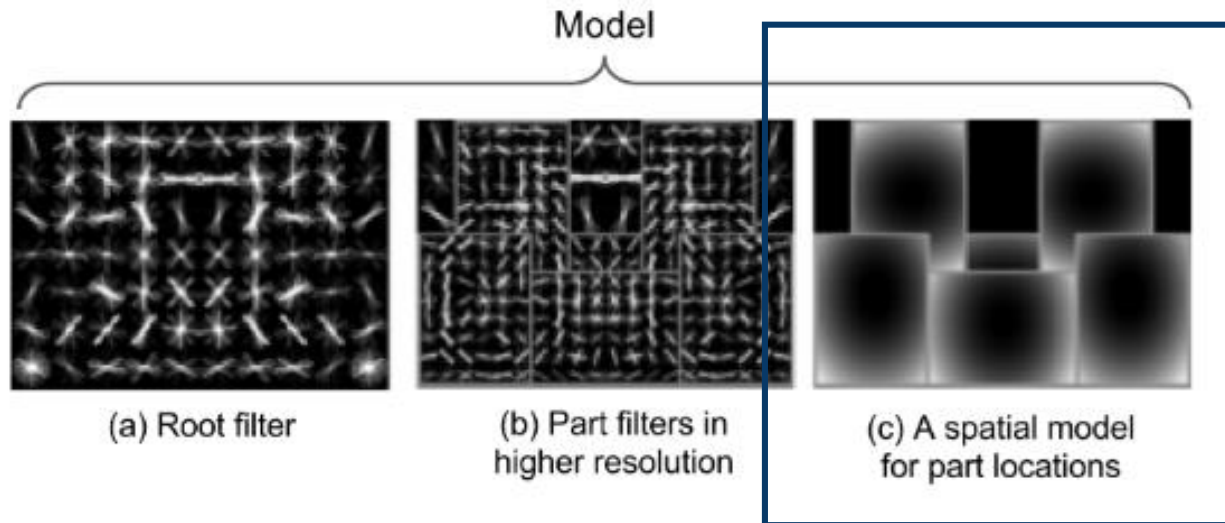 Model
(a) Root filter
(b) Part filters in
higher resolution
(c) A spatial model
for part locations